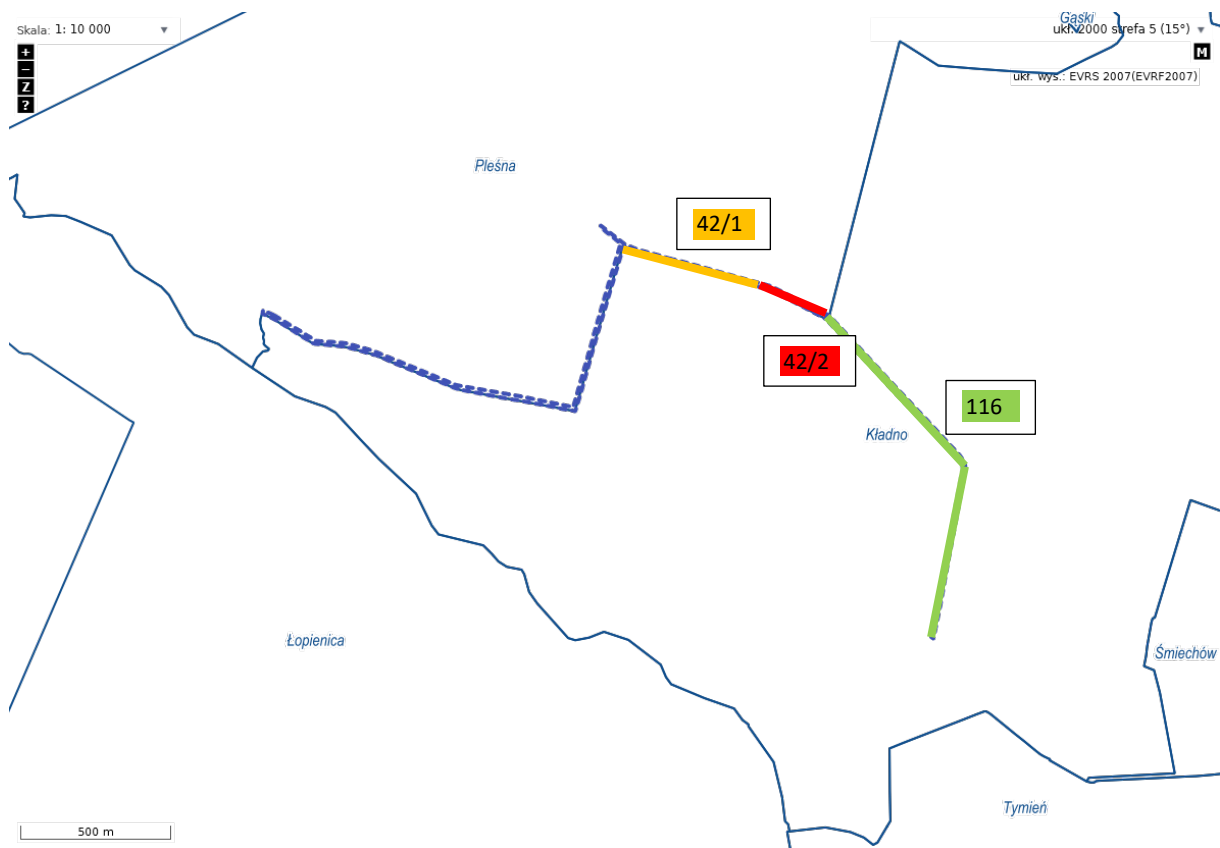 Skala: 1: 10 000
ukł. 2000 strefa 5 (15°)
+
−
Z
?
M
ukł. wys.: EVRS 2007(EVRF2007)
Gąski
Pleśna
42/1
42/2
116
Kładno
Łopienica
Śmiechów
Tymień
500 m